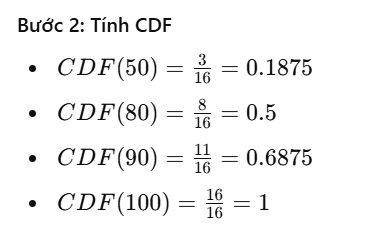 Bước 2: Tính CDF
• CDF(50) = 3/16 = 0.1875
• CDF(80) = 8/16 = 0.5
• CDF(90) = 11/16 = 0.6875
• CDF(100) = 16/16 = 1